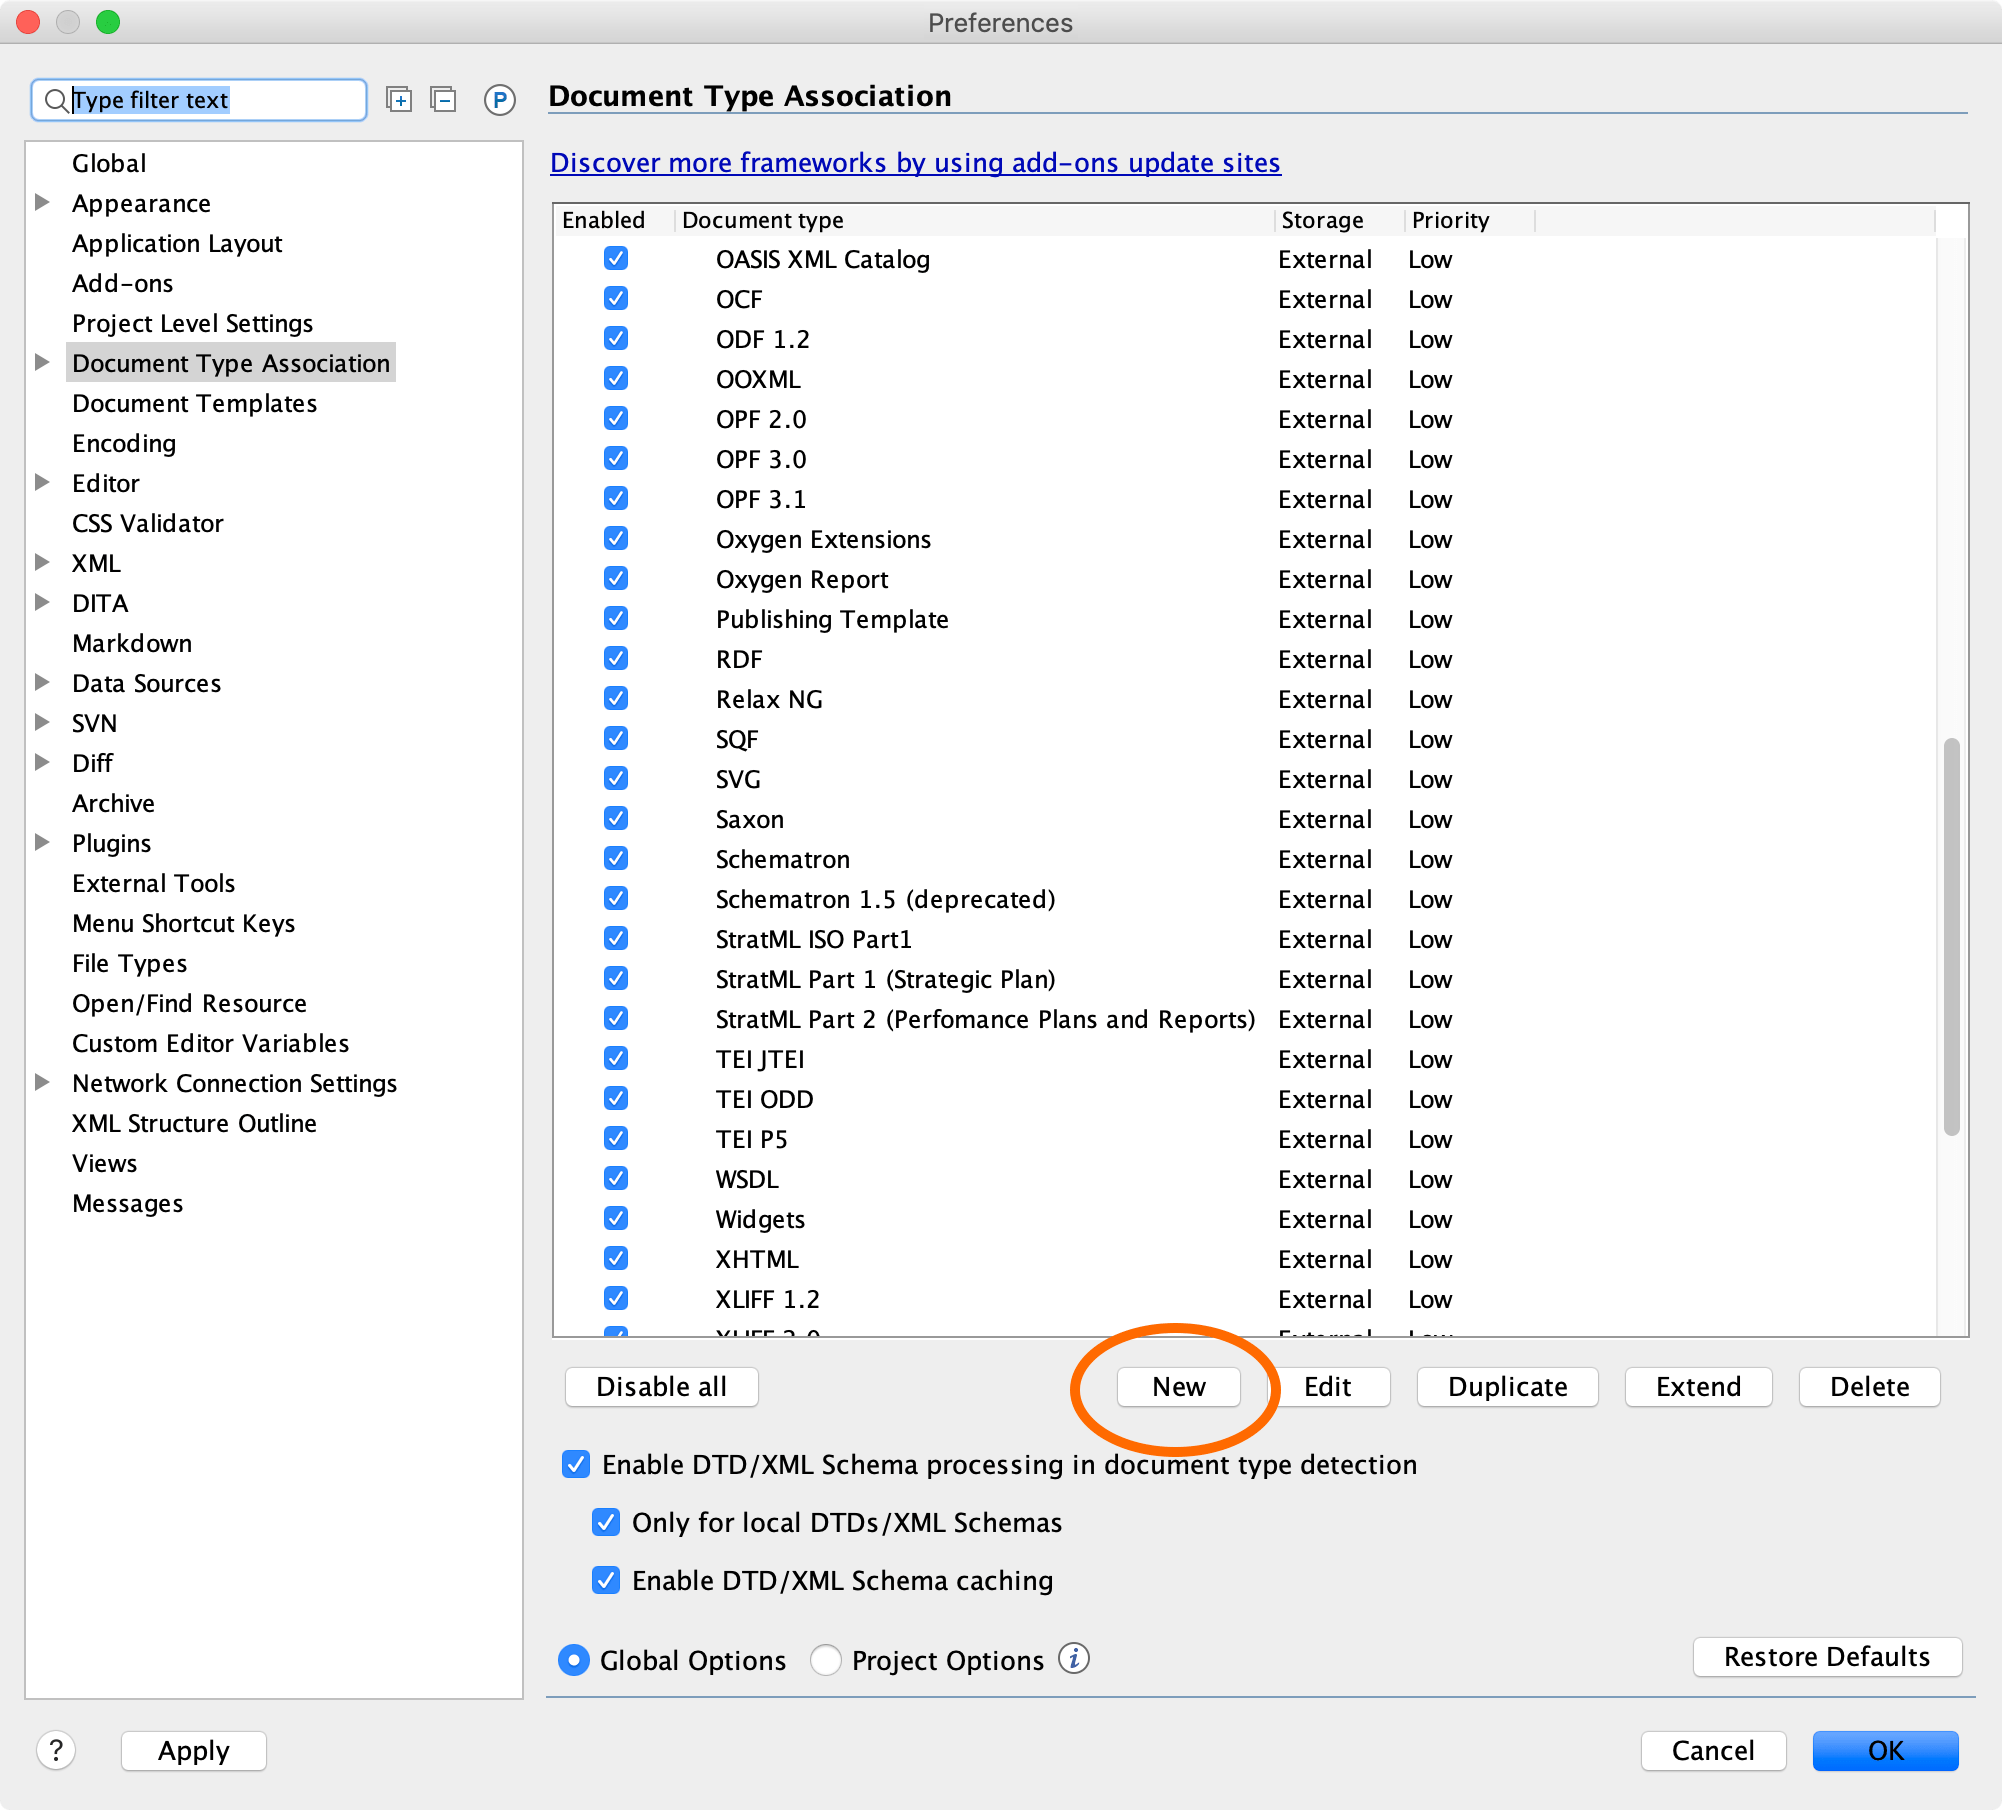 Preferences
Type filter text
P
Document Type Association
Global
Appearance
Application Layout
Add-ons
Project Level Settings
Document Type Association
Document Templates
Encoding
Editor
CSS Validator
XML
DITA
Markdown
Data Sources
SVN
Diff
Archive
Plugins
External Tools
Menu Shortcut Keys
File Types
Open/Find Resource
Custom Editor Variables
Network Connection Settings
XML Structure Outline
Views
Messages
Discover more frameworks by using add-ons update sites
Enabled Document type Storage Priority
OASIS XML Catalog External Low
OCF External Low
ODF 1.2 External Low
OOXML External Low
OPF 2.0 External Low
OPF 3.0 External Low
OPF 3.1 External Low
Oxygen Extensions External Low
Oxygen Report External Low
Publishing Template External Low
RDF External Low
Relax NG External Low
SQF External Low
SVG External Low
Saxon External Low
Schematron External Low
Schematron 1.5 (deprecated) External Low
StratML ISO Part1 External Low
StratML Part 1 (Strategic Plan) External Low
StratML Part 2 (Perfomance Plans and Reports) External Low
TEI JTEI External Low
TEI ODD External Low
TEI P5 External Low
WSDL External Low
Widgets External Low
XHTML External Low
XLIFF 1.2 External Low
XLIFF 2.0 External Low
Disable all New Edit Duplicate Extend Delete
Enable DTD/XML Schema processing in document type detection
Only for local DTDs/XML Schemas
Enable DTD/XML Schema caching
Global Options Project Options i Restore Defaults
? Apply Cancel OK